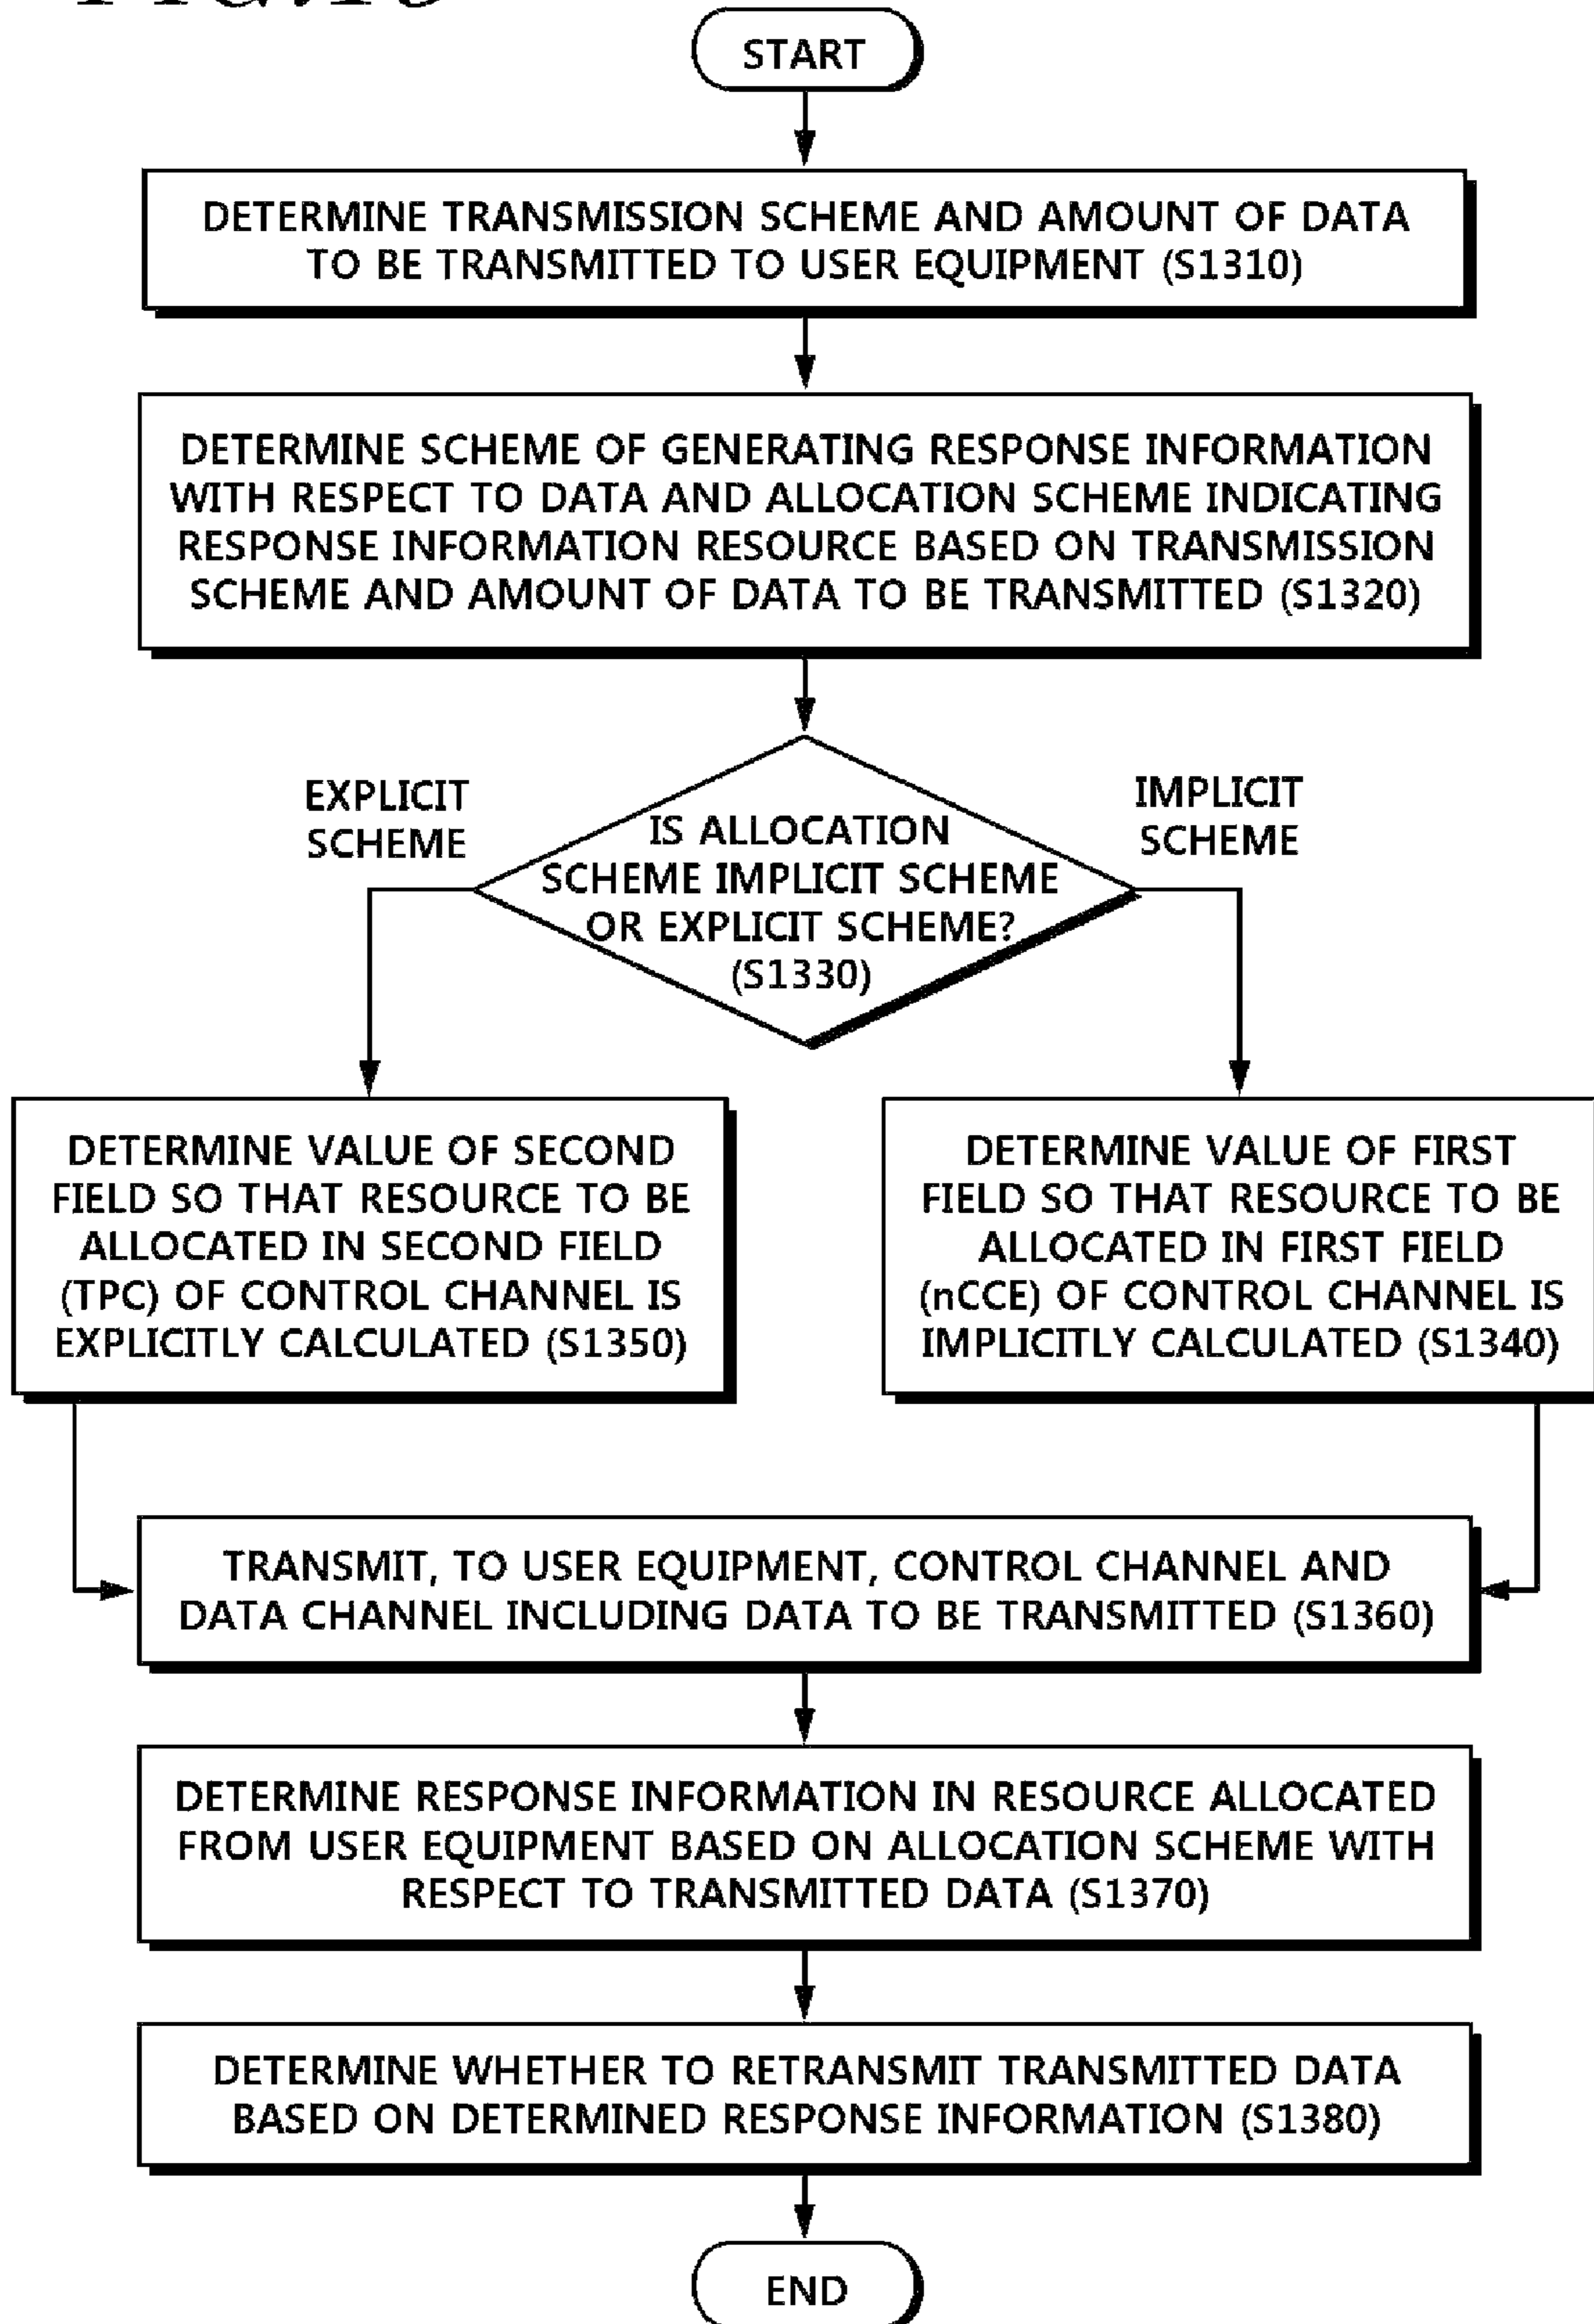 START
DETERMINE TRANSMISSION SCHEME AND AMOUNT OF DATA
TO BE TRANSMITTED TO USER EQUIPMENT (S1310)
DETERMINE SCHEME OF GENERATING RESPONSE INFORMATION
WITH RESPECT TO DATA AND ALLOCATION SCHEME INDICATING
RESPONSE INFORMATION RESOURCE BASED ON TRANSMISSION
SCHEME AND AMOUNT OF DATA TO BE TRANSMITTED (S1320)
EXPLICIT
SCHEME
IS ALLOCATION
SCHEME IMPLICIT SCHEME
OR EXPLICIT SCHEME?
(S1330)
IMPLICIT
SCHEME
DETERMINE VALUE OF SECOND
FIELD SO THAT RESOURCE TO BE
ALLOCATED IN SECOND FIELD
(TPC) OF CONTROL CHANNEL IS
EXPLICITLY CALCULATED (S1350)
DETERMINE VALUE OF FIRST
FIELD SO THAT RESOURCE TO BE
ALLOCATED IN FIRST FIELD
(nCCE) OF CONTROL CHANNEL IS
IMPLICITLY CALCULATED (S1340)
TRANSMIT, TO USER EQUIPMENT, CONTROL CHANNEL AND
DATA CHANNEL INCLUDING DATA TO BE TRANSMITTED (S1360)
DETERMINE RESPONSE INFORMATION IN RESOURCE ALLOCATED
FROM USER EQUIPMENT BASED ON ALLOCATION SCHEME WITH
RESPECT TO TRANSMITTED DATA (S1370)
DETERMINE WHETHER TO RETRANSMIT TRANSMITTED DATA
BASED ON DETERMINED RESPONSE INFORMATION (S1380)
END